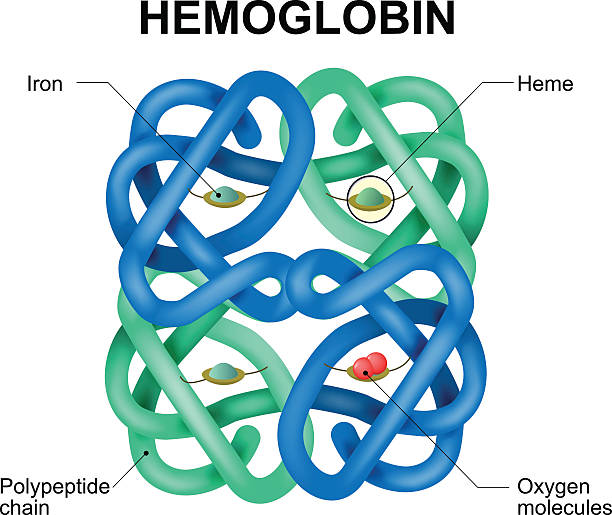 HEMOGLOBIN
Iron
Heme
Polypeptide
chain
Oxygen
molecules